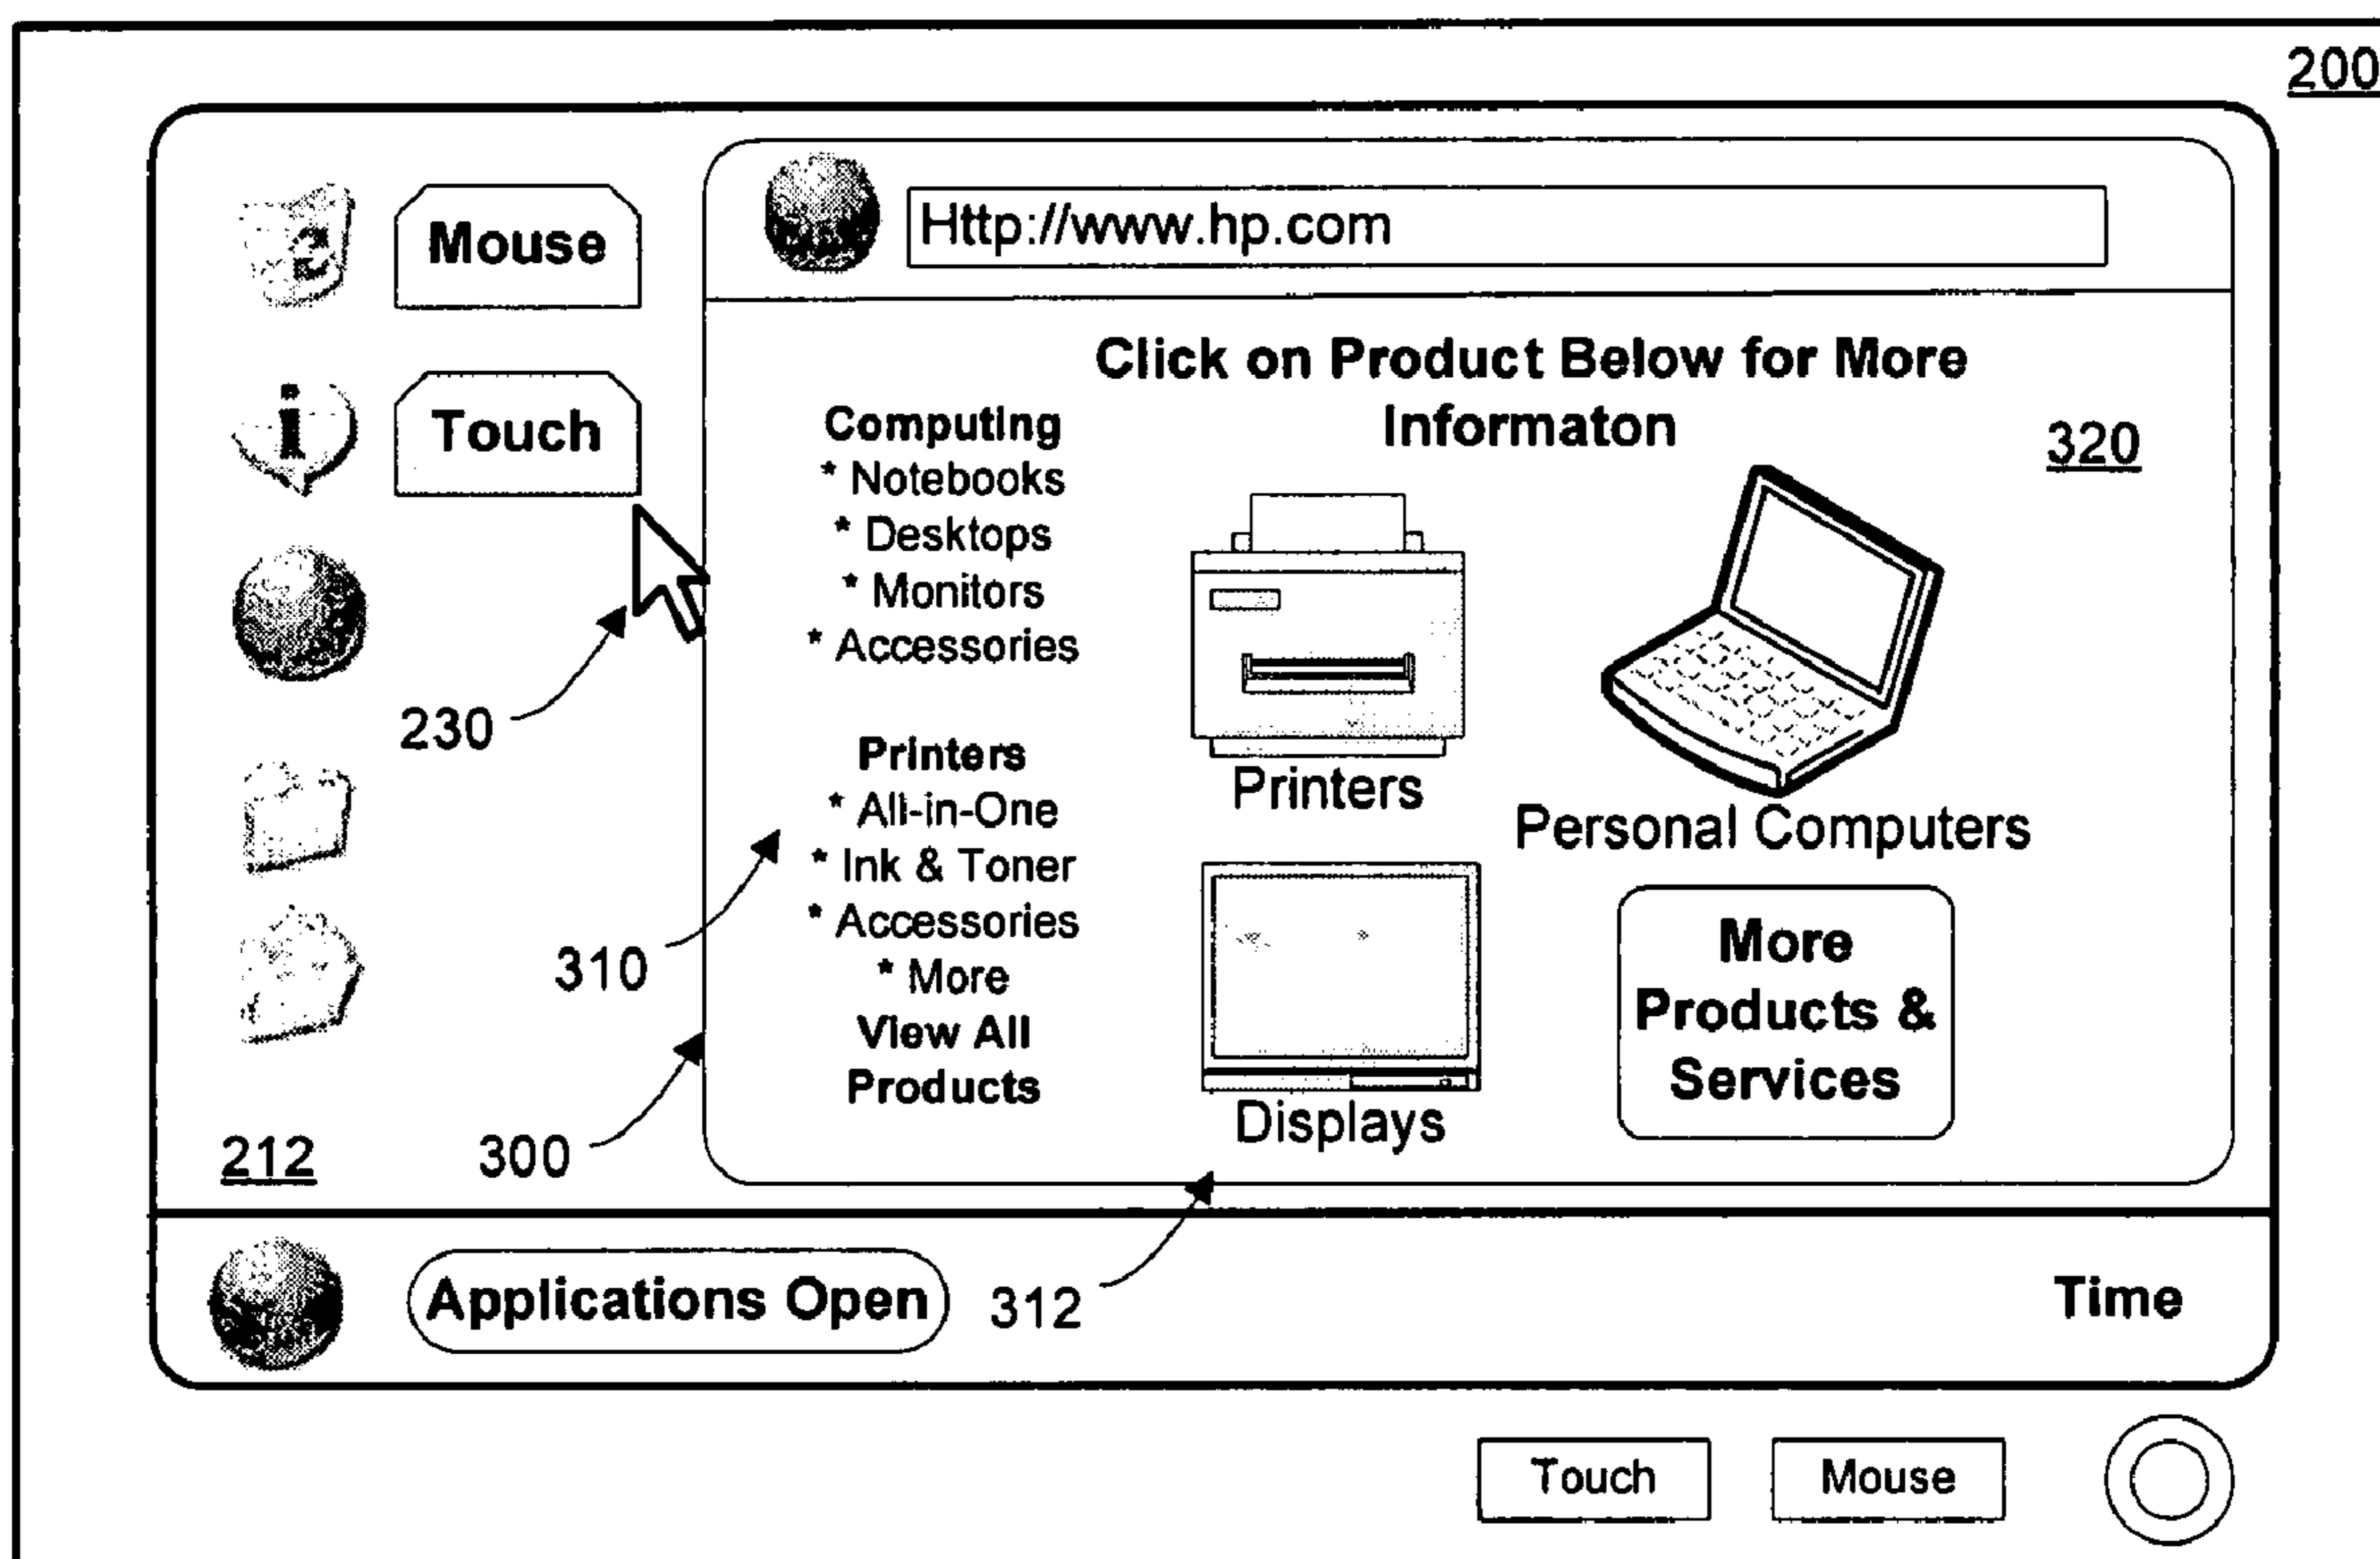 200
Mouse
Http://www.hp.com
Click on Product Below for More
Informaton
i
Touch
320
Computing
* Notebooks
* Desktops
* Monitors
* Accessories
230
Printers
* All-in-One
* Ink & Toner
* Accessories
* More
View All
Products
Printers
Personal Computers
310
More
Products &
Services
Displays
212
300
Applications Open
312
Time
Touch
Mouse